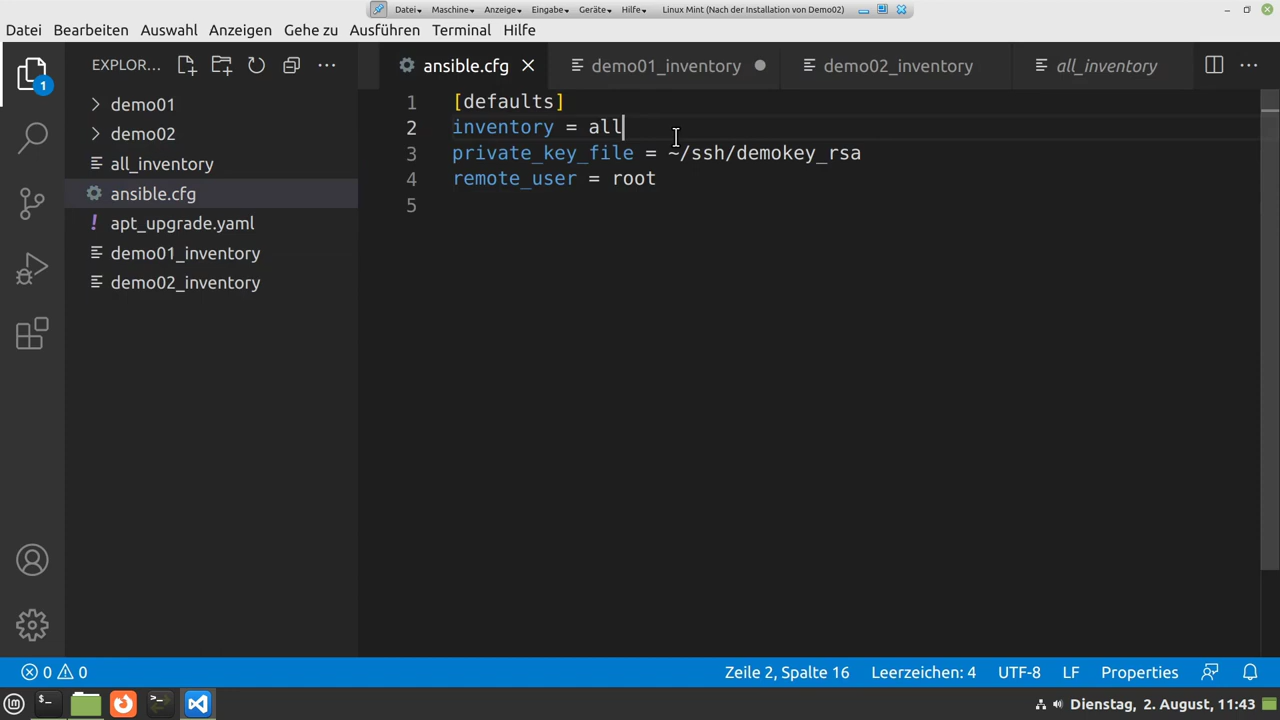 Datei Maschine Anzeige Eingabe Geräte Hilfe Linux Mint (Nach der Installation von Demo02)
Datei Bearbeiten Auswahl Anzeigen Gehe zu Ausführen Terminal Hilfe
EXPLOR... ansible.cfg demo01_inventory demo02_inventory all_inventory
1
demo01
demo02
all_inventory
ansible.cfg
apt_upgrade.yaml
demo01_inventory
demo02_inventory
1 [defaults]
2 inventory = all
3 private_key_file = ~/ssh/demokey_rsa
4 remote_user = root
5
0 0 Zeile 2, Spalte 16 Leerzeichen: 4 UTF-8 LF Properties
Dienstag, 2. August, 11:43